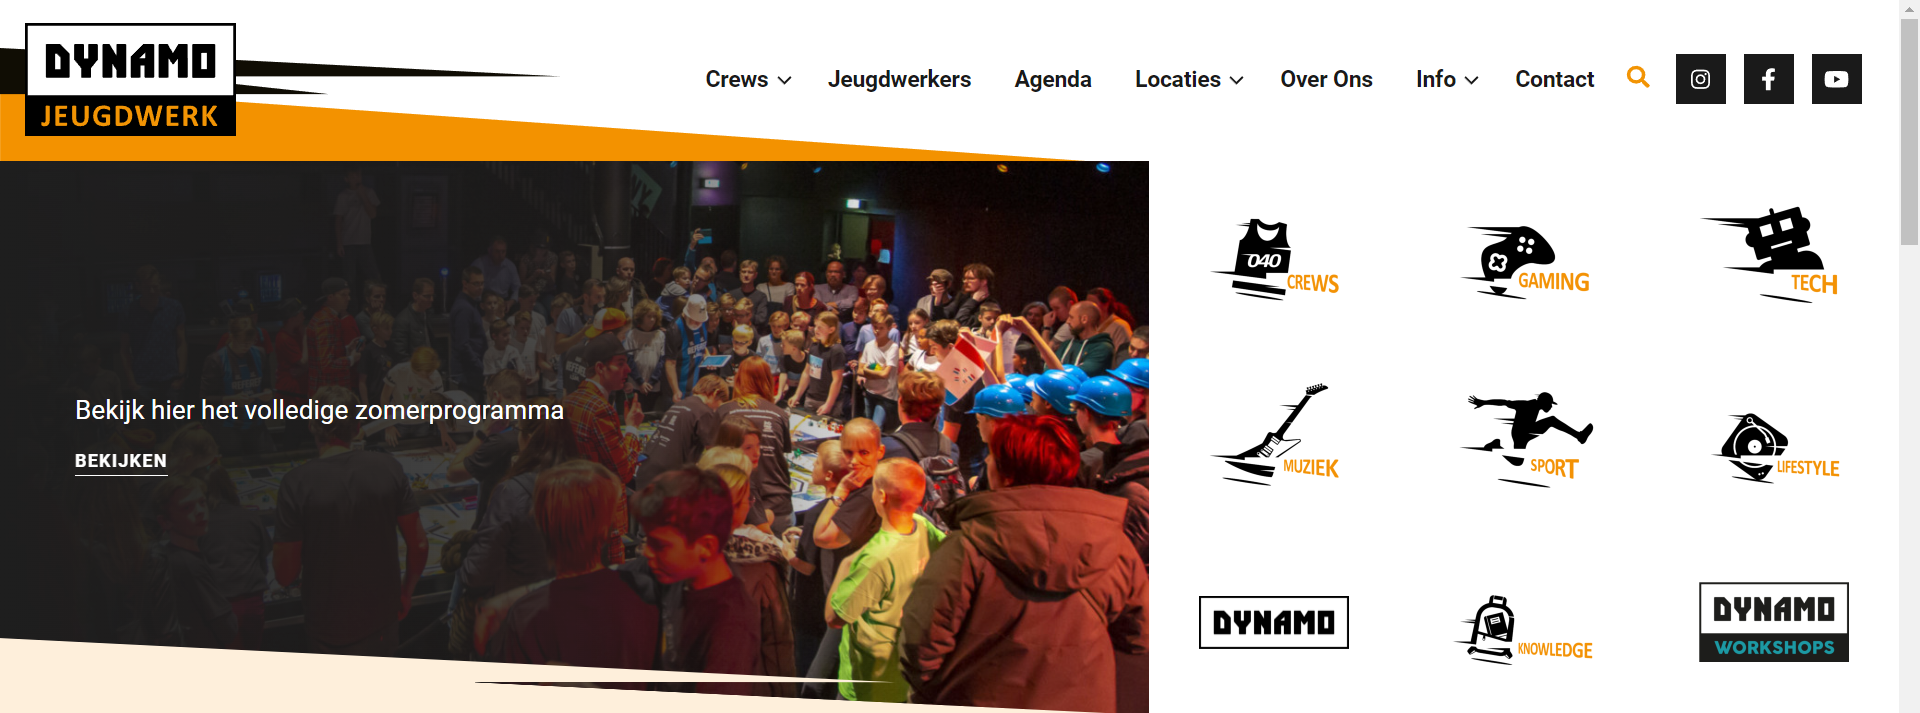 DYNAMO
JEUGDWERK
Crews
Jeugdwerkers
Agenda
Locaties
Over Ons
Info
Contact
Bekijk hier het volledige zomerprogramma
BEKIJKEN
040
CREWS
GAMING
TECH
MUZIEK
SPORT
LIFESTYLE
DYNAMO
KNOWLEDGE
DYNAMO
WORKSHOPS